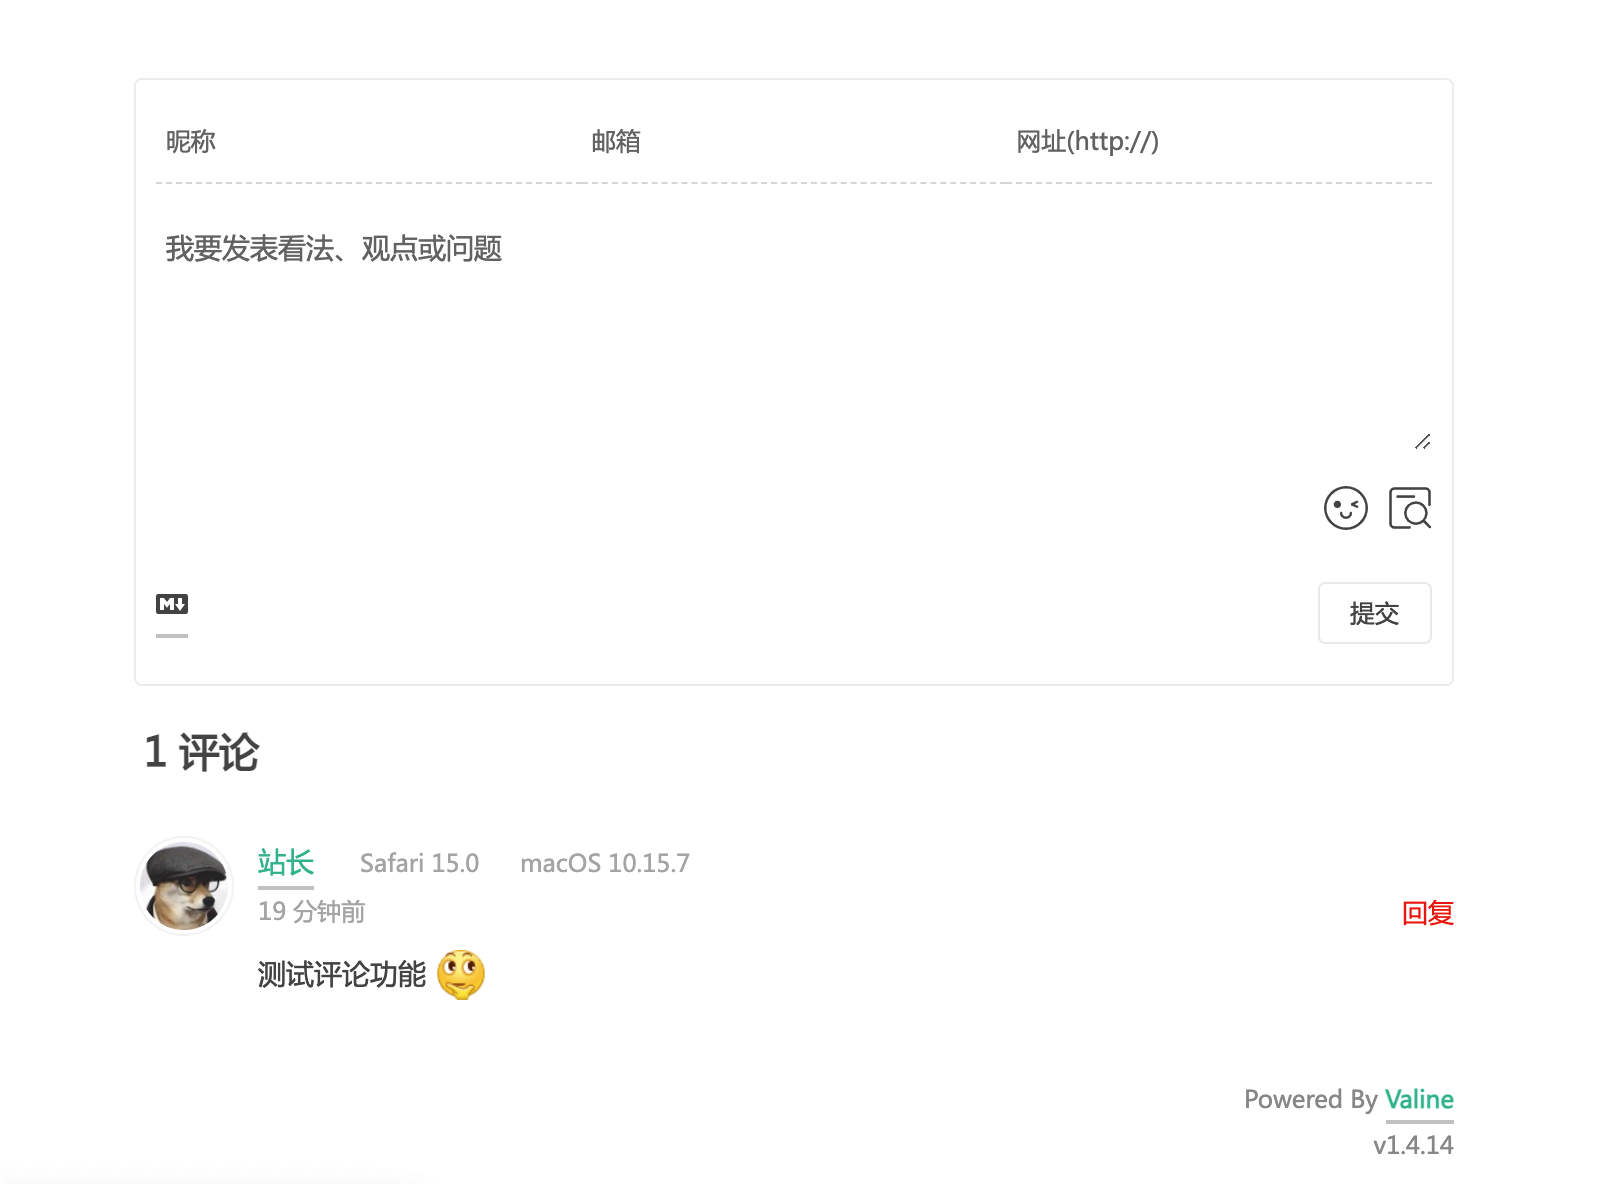 昵称 邮箱 网址(http://)
我要发表看法、观点或问题
M
提交
1 评论
站长 Safari 15.0 macOS 10.15.7
19 分钟前
回复
测试评论功能
Powered By Valine
v1.4.14